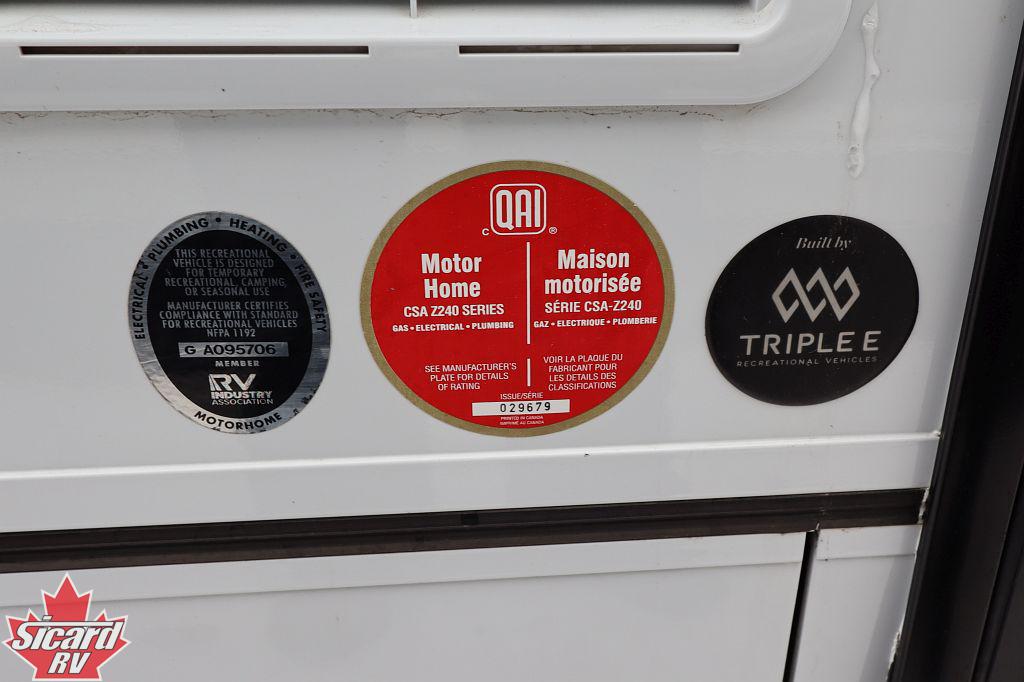 ELECTRICAL • PLUMBING • HEATING • FIRE SAFETY
THIS RECREATIONAL
VEHICLE IS DESIGNED
FOR TEMPORARY
RECREATIONAL, CAMPING,
OR SEASONAL USE
MANUFACTURER CERTIFIES
COMPLIANCE WITH STANDARD
FOR RECREATIONAL VEHICLES
NFPA 1192
G A095706
MEMBER
RV
INDUSTRY
ASSOCIATION
MOTORHOME
C QAI ®
Motor
Home
CSA Z240 SERIES
GAS • ELECTRICAL • PLUMBING
SEE MANUFACTURER'S
PLATE FOR DETAILS
OF RATING
Maison
motorisée
SÉRIE CSA-Z240
GAZ • ELECTRIQUE • PLOMBERIE
VOIR LA PLAQUE DU
FABRICANT POUR
LES DETAILS DES
CLASSIFICATIONS
ISSUE/SÉRIE
029679
PRINTED IN CANADA
IMPRIMÉ AU CANADA
Built by
TRIPLE E
RECREATIONAL VEHICLES
Sicard
RV